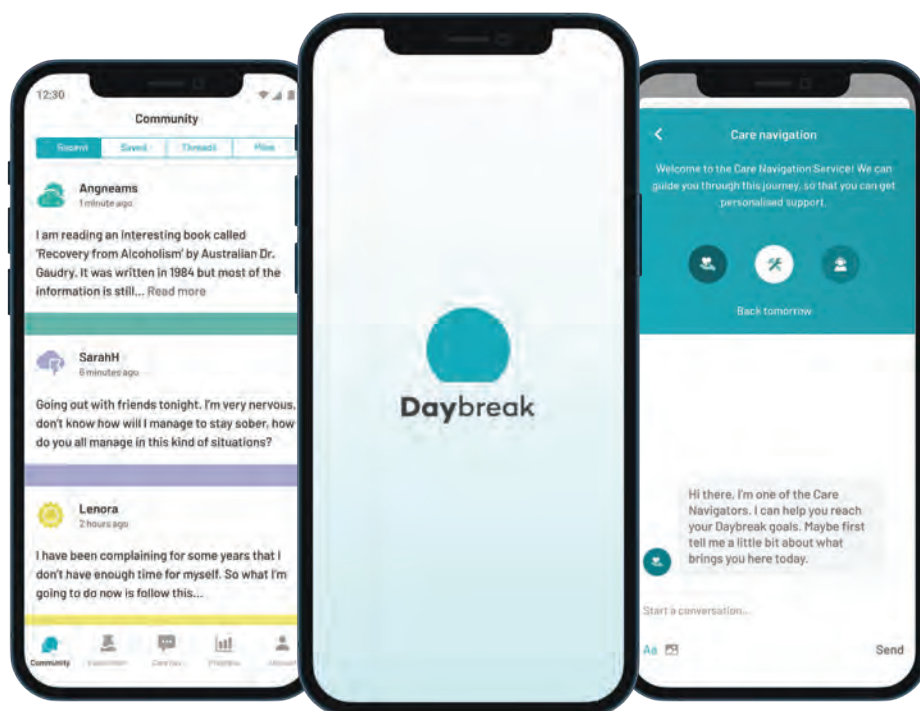 12:30
Community
Recent Saved Threads
Angneams
1 minute ago
I am reading an interesting book called
'Recovery from Alcoholism' by Australian Dr.
Gaudry. It was written in 1984 but most of the
information is still... Read more
SarahH
6 minutes ago
Going out with friends tonight. I'm very nervous,
don't know how will I manage to stay sober, how
do you all manage in this kind of situations?
Lenora
2 hours ago
I have been complaining for some years that I
don't have enough time for myself. So what I'm
going to do now is follow this...
Community
Daybreak
Care navigation
Welcome to the Care Navigation Service! We can
guide you through this journey, so that you can get
personalised support.
Back tomorrow
Hi there, I'm one of the Care
Navigators. I can help you reach
your Daybreak goals. Maybe first
tell me a little bit about what
brings you here today.
Start a conversation...
Aa Send